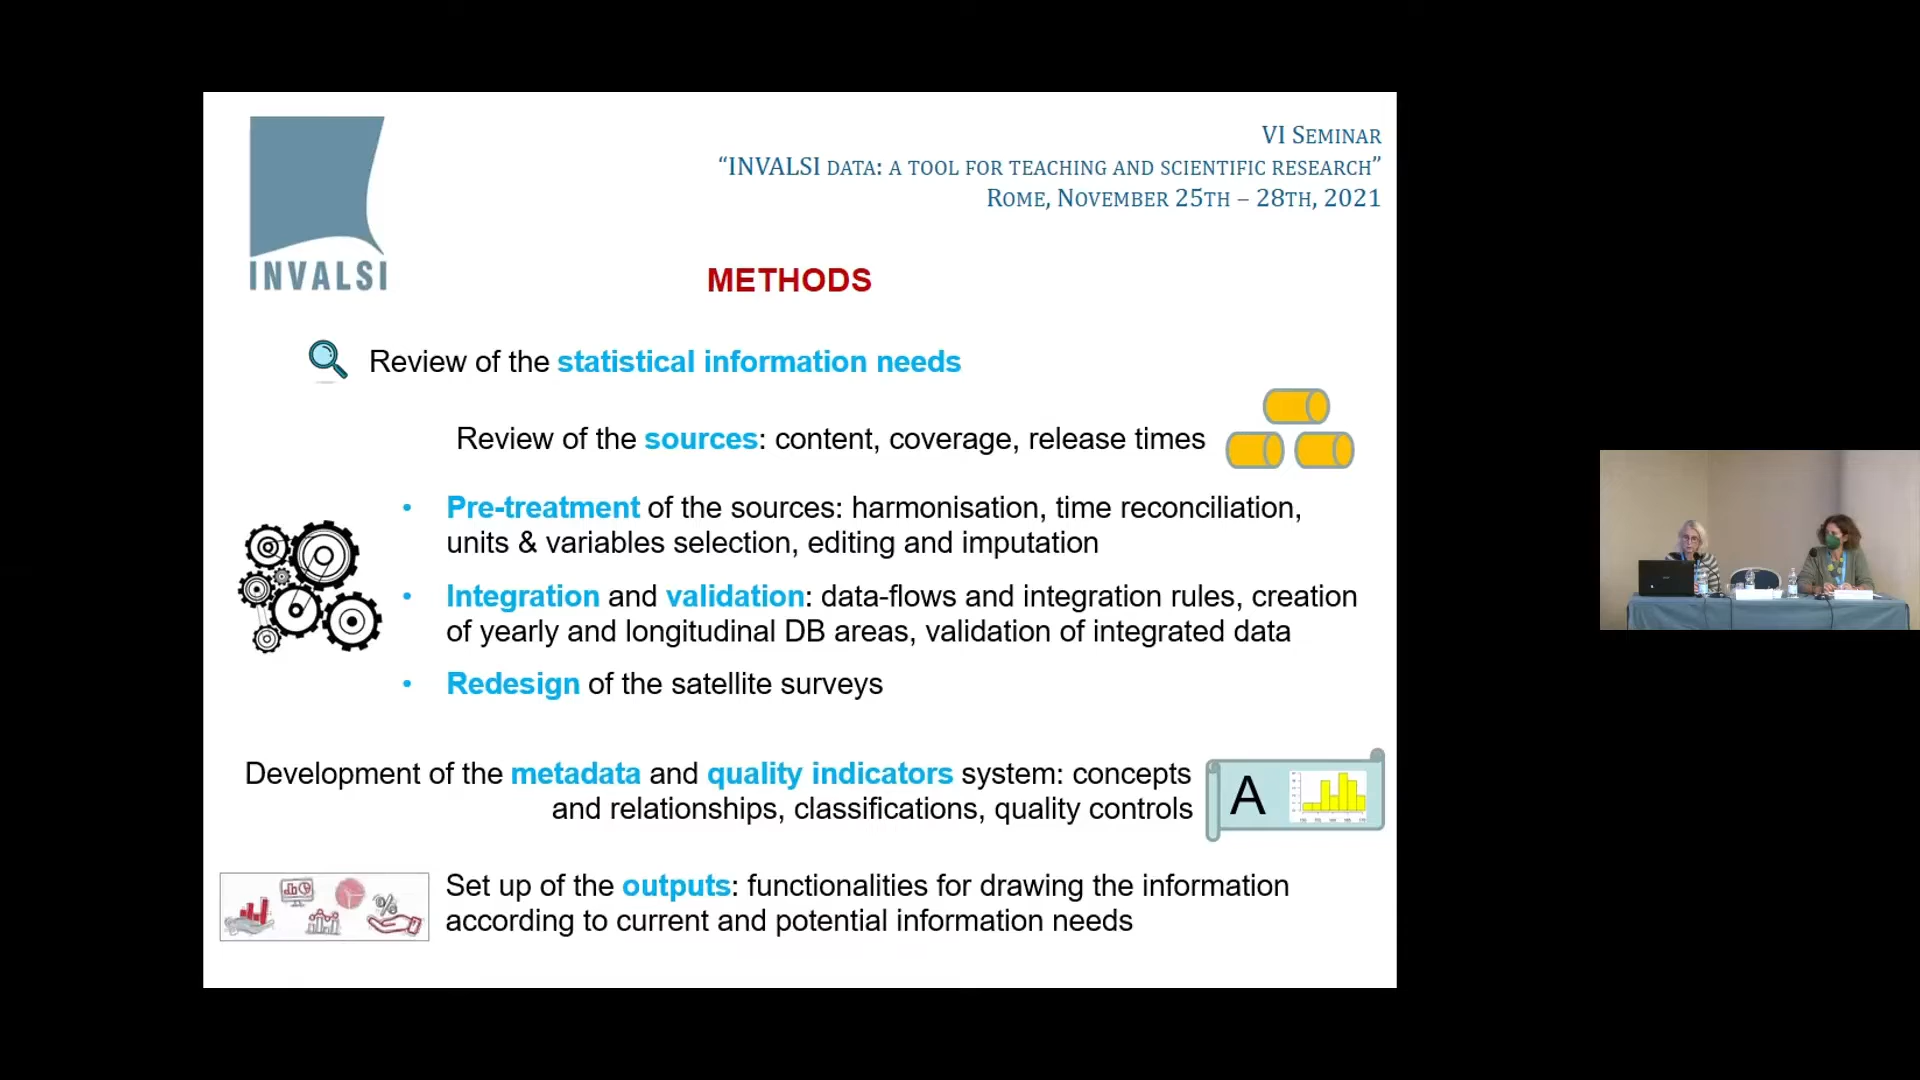 VI SEMINAR
“INVALSI DATA: A TOOL FOR TEACHING AND SCIENTIFIC RESEARCH”
ROME, NOVEMBER 25TH – 28TH, 2021
INVALSI
METHODS
Review of the statistical information needs
Review of the sources: content, coverage, release times
• Pre-treatment of the sources: harmonisation, time reconciliation,
units & variables selection, editing and imputation
• Integration and validation: data-flows and integration rules, creation
of yearly and longitudinal DB areas, validation of integrated data
• Redesign of the satellite surveys
Development of the metadata and quality indicators system: concepts
and relationships, classifications, quality controls
A
Set up of the outputs: functionalities for drawing the information
according to current and potential information needs
%